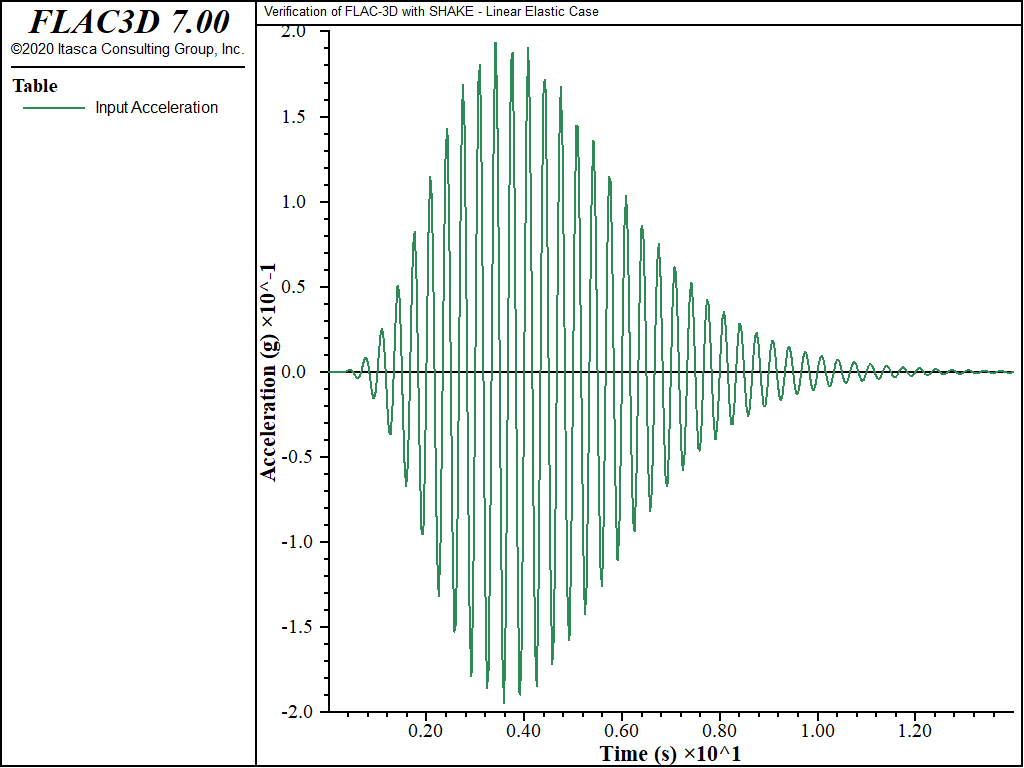 FLAC3D 7.00
©2020 Itasca Consulting Group, Inc.
Table
Input Acceleration
Verification of FLAC-3D with SHAKE - Linear Elastic Case
Acceleration (g) ×10^-1
2.0
1.5
1.0
0.5
0.0
-0.5
-1.0
-1.5
-2.0
0.20 0.40 0.60 0.80 1.00 1.20
Time (s) ×10^1